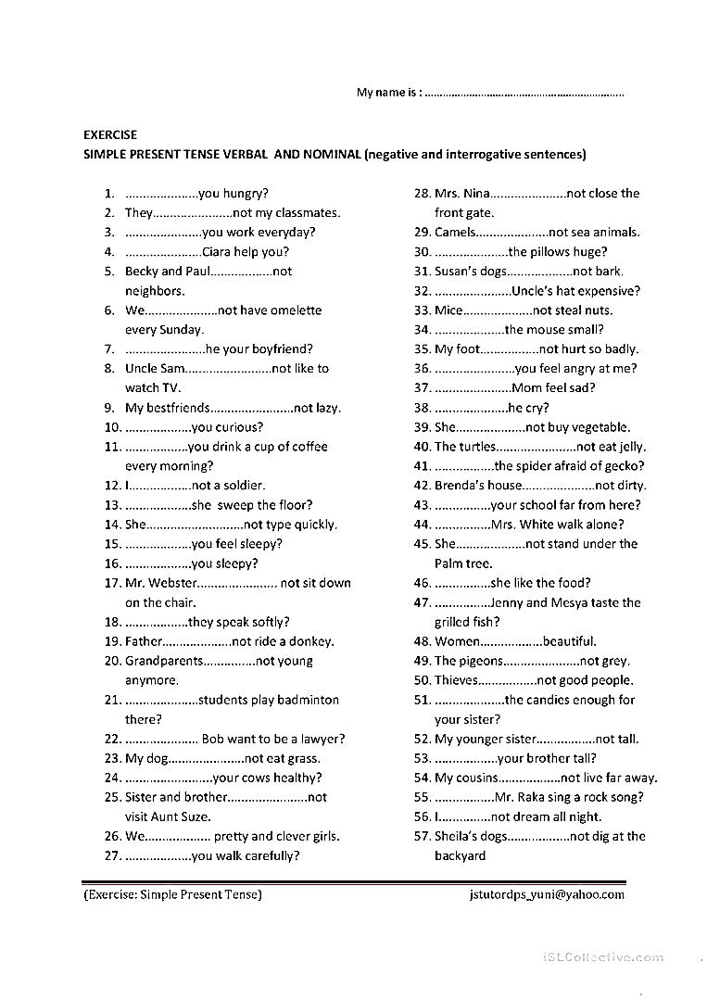 My name is : ....................................................................
EXERCISE
SIMPLE PRESENT TENSE VERBAL AND NOMINAL (negative and interrogative sentences)
1. .....................you hungry?
2. They.......................not my classmates.
3. ......................you work everyday?
4. ......................Ciara help you?
5. Becky and Paul..................not
neighbors.
6. We.....................not have omelette
every Sunday.
7. .......................he your boyfriend?
8. Uncle Sam.........................not like to
watch TV.
9. My bestfriends........................not lazy.
10. ...................you curious?
11. ..................you drink a cup of coffee
every morning?
12. I..................not a soldier.
13. ...................she sweep the floor?
14. She............................not type quickly.
15. ...................you feel sleepy?
16. ...................you sleepy?
17. Mr. Webster....................... not sit down
on the chair.
18. ..................they speak softly?
19. Father....................not ride a donkey.
20. Grandparents...............not young
anymore.
21. .....................students play badminton
there?
22. ..................... Bob want to be a lawyer?
23. My dog......................not eat grass.
24. .........................your cows healthy?
25. Sister and brother.......................not
visit Aunt Suze.
26. We................... pretty and clever girls.
27. ...................you walk carefully?
28. Mrs. Nina......................not close the
front gate.
29. Camels.....................not sea animals.
30. .....................the pillows huge?
31. Susan's dogs...................not bark.
32. ......................Uncle's hat expensive?
33. Mice....................not steal nuts.
34. ....................the mouse small?
35. My foot.................not hurt so badly.
36. .......................you feel angry at me?
37. ......................Mom feel sad?
38. .....................he cry?
39. She....................not buy vegetable.
40. The turtles.......................not eat jelly.
41. .................the spider afraid of gecko?
42. Brenda's house.....................not dirty.
43. ................your school far from here?
44. ................Mrs. White walk alone?
45. She....................not stand under the
Palm tree.
46. ................she like the food?
47. ................Jenny and Mesya taste the
grilled fish?
48. Women..................beautiful.
49. The pigeons......................not grey.
50. Thieves.................not good people.
51. ....................the candies enough for
your sister?
52. My younger sister.................not tall.
53. ..................your brother tall?
54. My cousins..................not live far away.
55. .................Mr. Raka sing a rock song?
56. I...............not dream all night.
57. Sheila's dogs..................not dig at the
backyard
(Exercise: Simple Present Tense) jstutordps_yuni@yahoo.com
iSLCollective.com